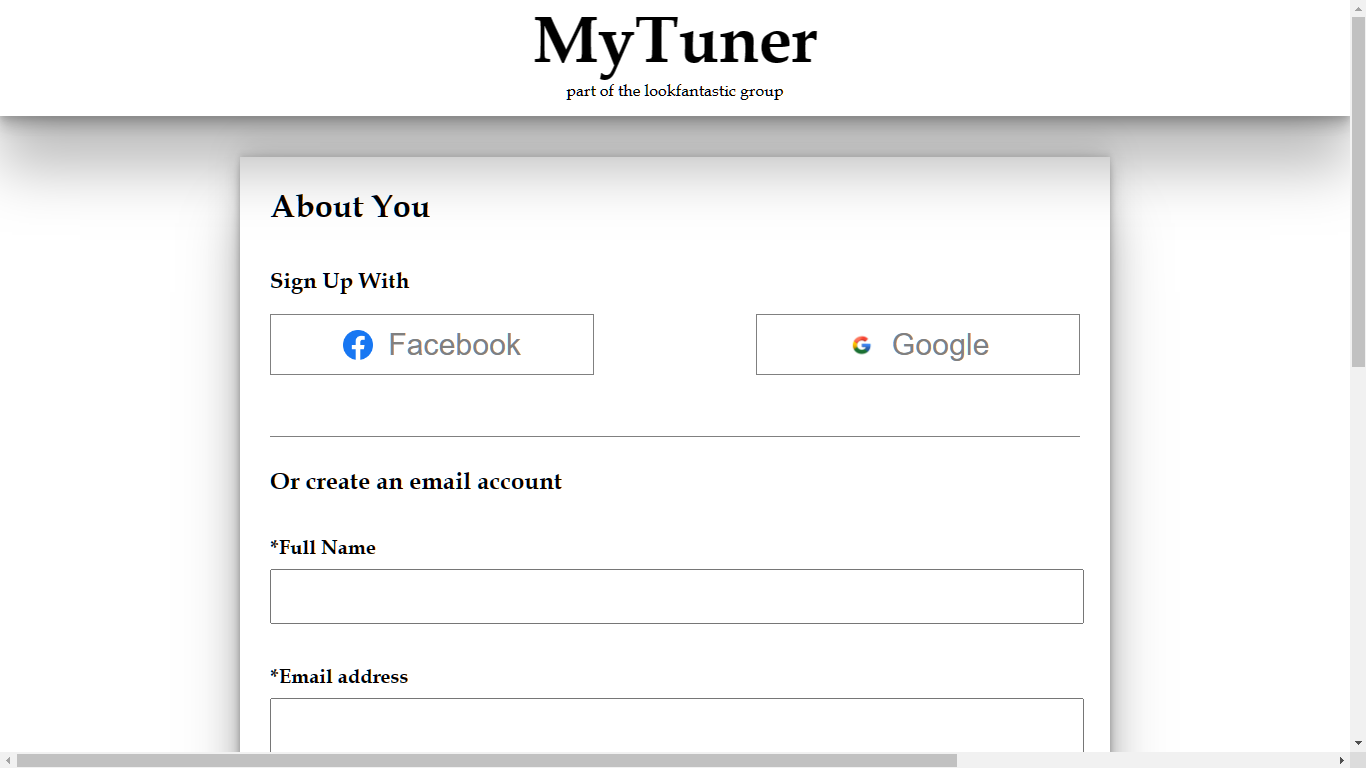 MyTuner
part of the lookfantastic group
About You
Sign Up With
Facebook
Google
Or create an email account
*Full Name
*Email address